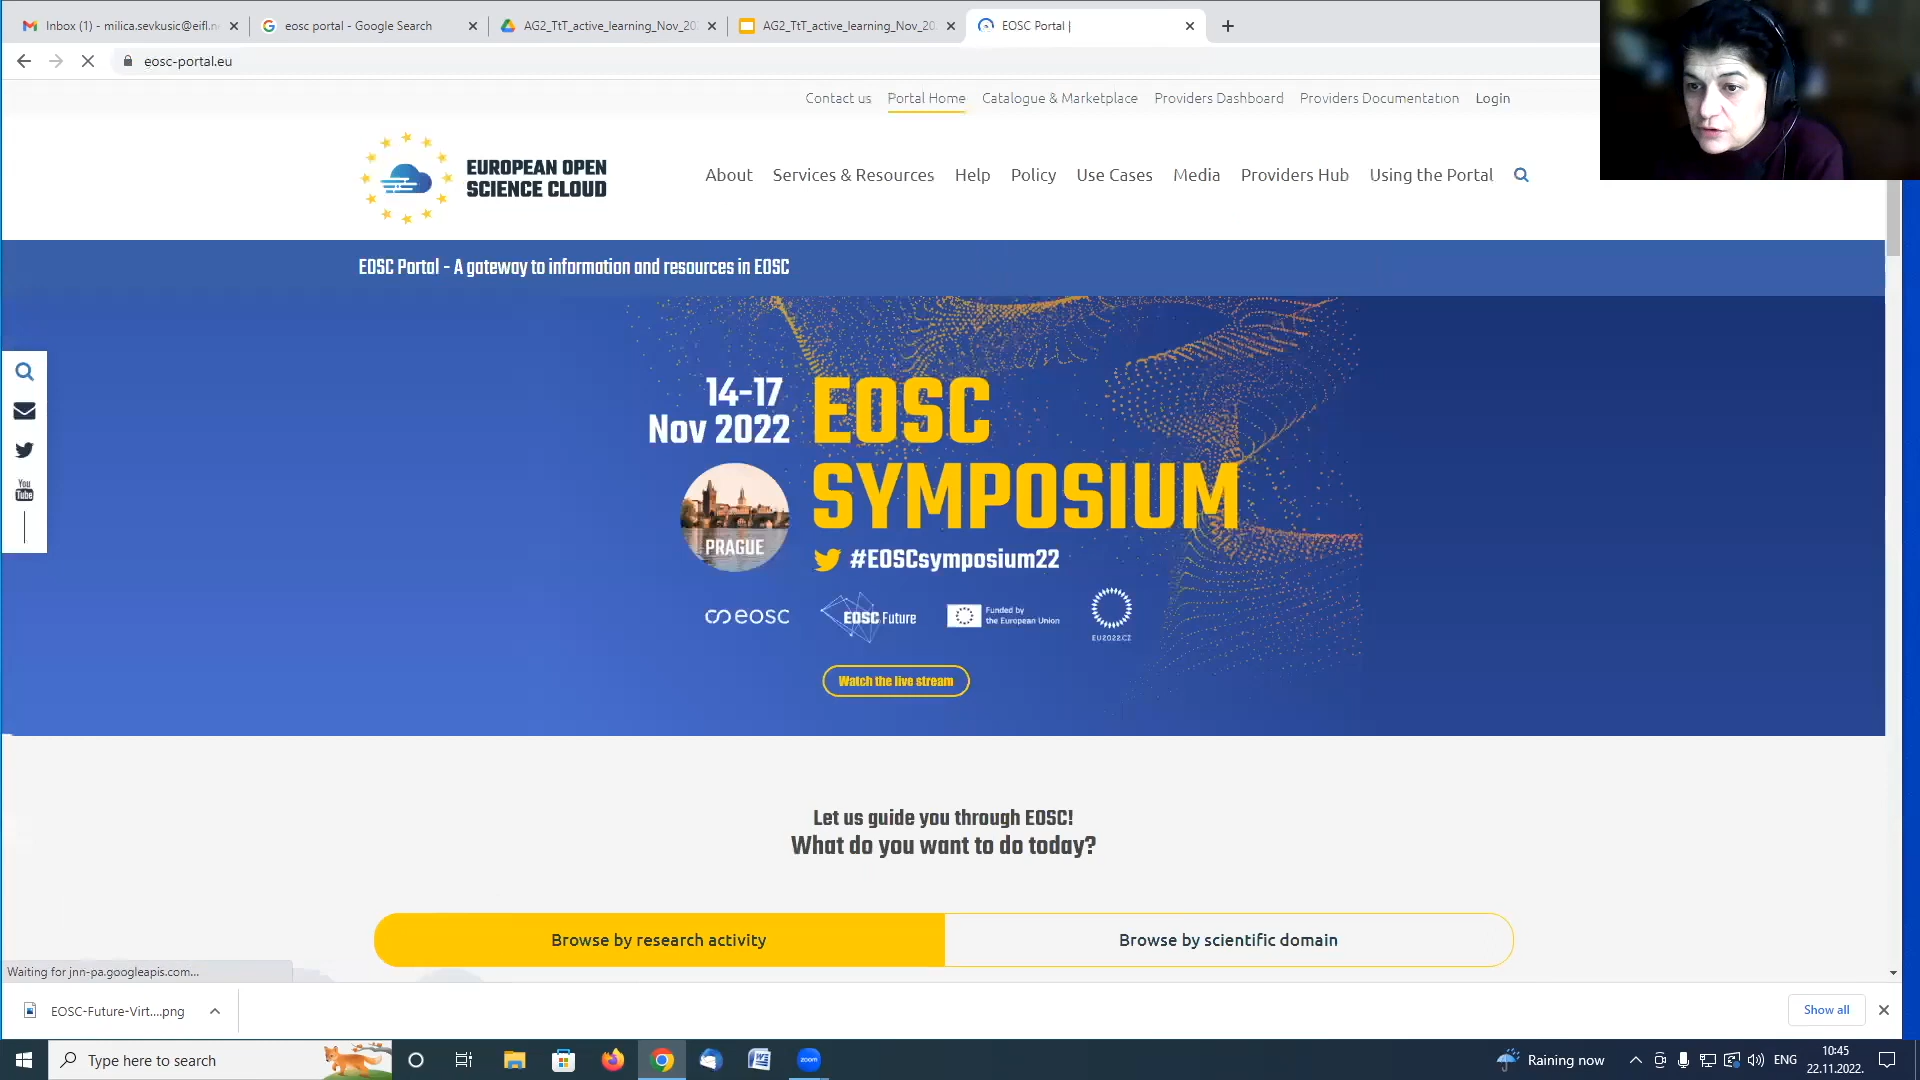 Inbox (1) - milica.sevkusic@eifl.n
eosc portal - Google Search
AG2_TtT_active_learning_Nov_20
AG2_TtT_active_learning_Nov_20
EOSC Portal |
eosc-portal.eu
Contact us Portal Home Catalogue & Marketplace Providers Dashboard Providers Documentation Login
EUROPEAN OPEN
SCIENCE CLOUD
About Services & Resources Help Policy Use Cases Media Providers Hub Using the Portal
EOSC Portal - A gateway to information and resources in EOSC
14-17
Nov 2022
EOSC
SYMPOSIUM
PRAGUE
#EOSCsymposium22
eosc
EOSC Future
Funded by
the European Union
EU2022.CZ
Watch the live stream
You
Tube
Let us guide you through EOSC!
What do you want to do today?
Browse by research activity
Browse by scientific domain
Waiting for jnn-pa.googleapis.com...
EOSC-Future-Virt....png
Show all
Type here to search
zoom
Raining now
ENG
10:45
22.11.2022.